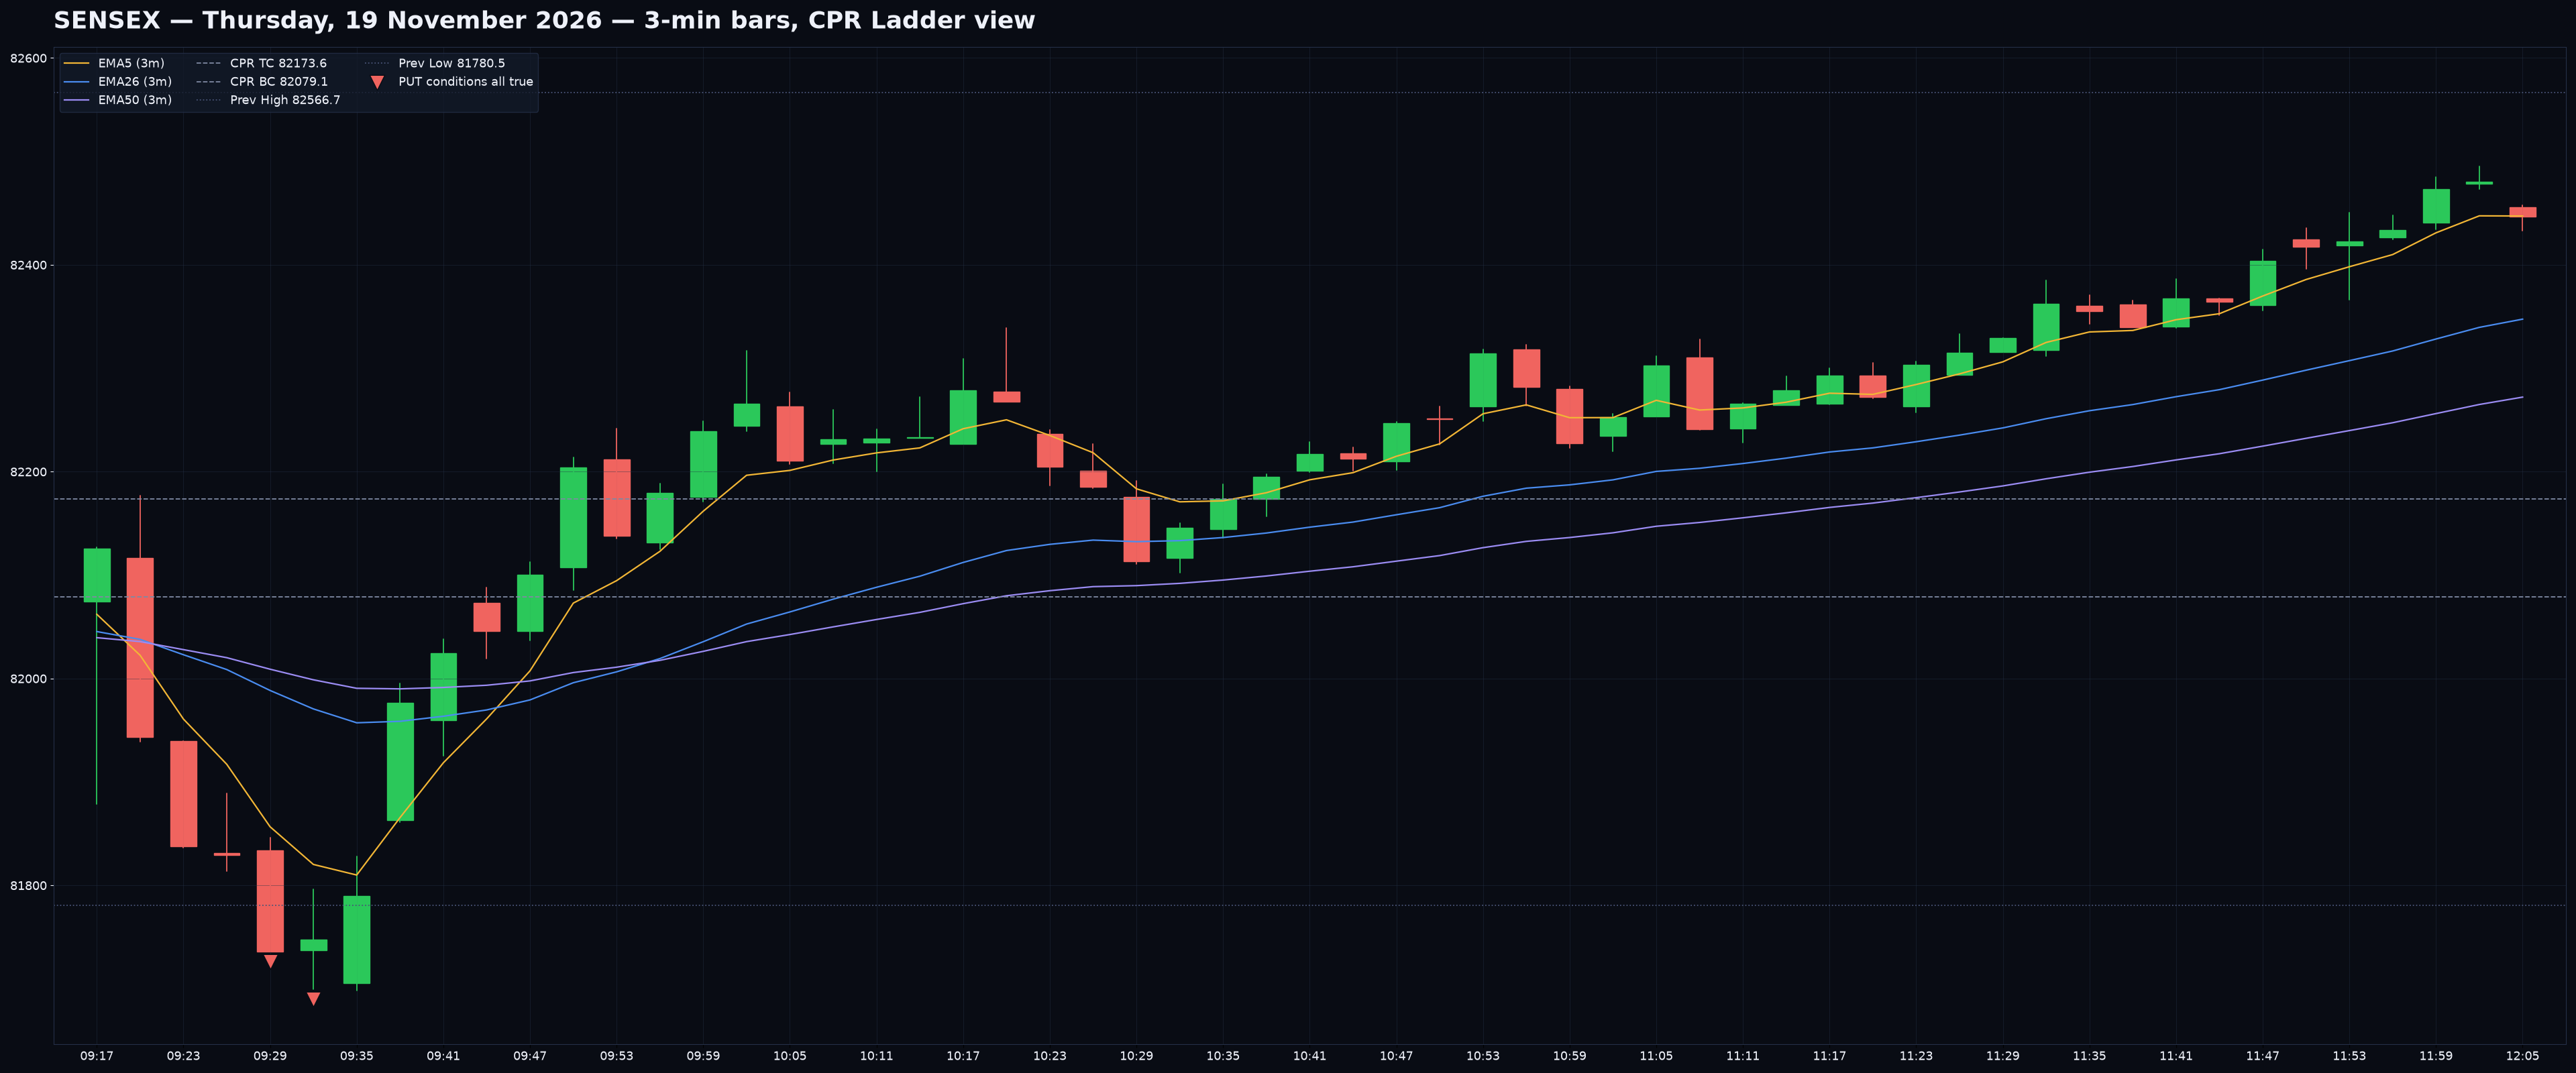 SENSEX — Thursday, 19 November 2026 — 3-min bars, CPR Ladder view
EMA5 (3m)
EMA26 (3m)
EMA50 (3m)
CPR TC 82173.6
CPR BC 82079.1
Prev High 82566.7
Prev Low 81780.5
PUT conditions all true
82600
82400
82200
82000
81800
09:17 09:23 09:29 09:35 09:41 09:47 09:53 09:59 10:05 10:11 10:17 10:23 10:29 10:35 10:41 10:47 10:53 10:59 11:05 11:11 11:17 11:23 11:29 11:35 11:41 11:47 11:53 11:59 12:05